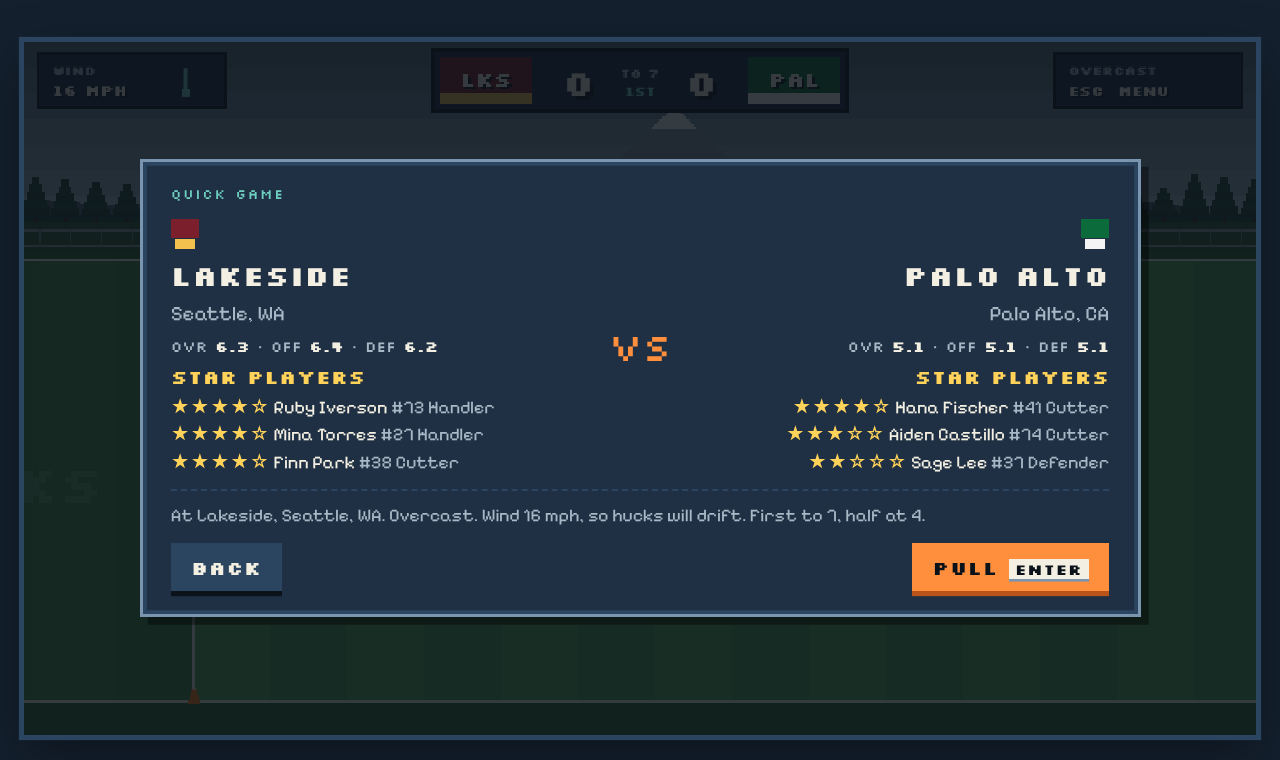 WIND
16 MPH
LKS 0 TO 7 1ST 0 PAL
OVERCAST
ESC MENU
QUICK GAME
LAKESIDE
Seattle, WA
OVR 6.3 · OFF 6.9 · DEF 6.2
STAR PLAYERS
★★★★☆ Ruby Iverson #73 Handler
★★★★☆ Mina Torres #27 Handler
★★★★☆ Finn Park #38 Cutter
VS
PALO ALTO
Palo Alto, CA
OVR 5.1 · OFF 5.1 · DEF 5.1
STAR PLAYERS
★★★★☆ Hana Fischer #41 Cutter
★★★☆☆ Aiden Castillo #74 Cutter
★★☆☆☆ Sage Lee #37 Defender
KS
At Lakeside, Seattle, WA. Overcast. Wind 16 mph, so hucks will drift. First to 7, half at 4.
BACK
PULL ENTER